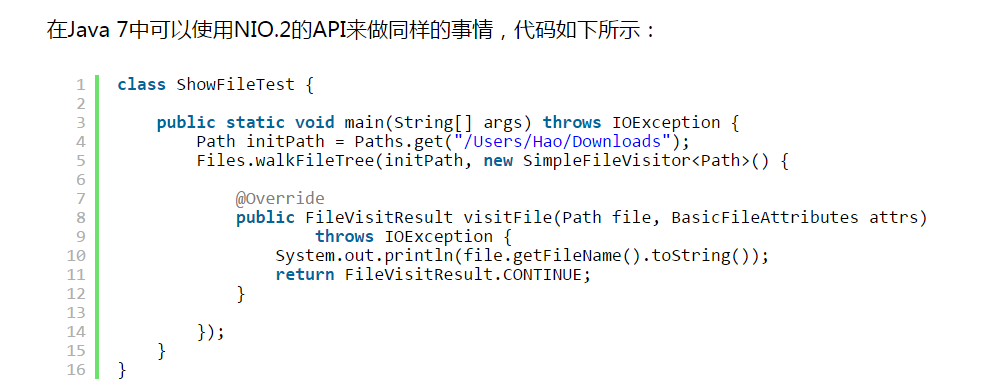 在Java 7中可以使用NIO.2的API来做同样的事情，代码如下所示：
1 class ShowFileTest {
2
3     public static void main(String[] args) throws IOException {
4         Path initPath = Paths.get("/Users/Hao/Downloads");
5         Files.walkFileTree(initPath, new SimpleFileVisitor<Path>() {
6
7             @Override
8             public FileVisitResult visitFile(Path file, BasicFileAttributes attrs)
9                     throws IOException {
10                 System.out.println(file.getFileName().toString());
11                 return FileVisitResult.CONTINUE;
12             }
13
14         });
15     }
16 }